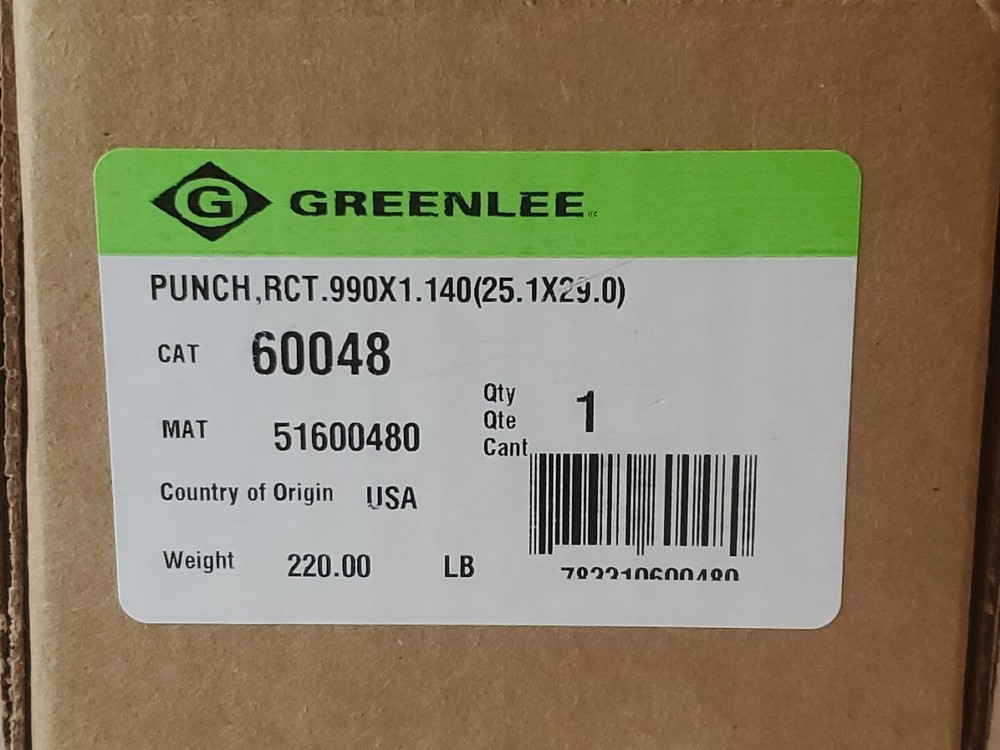 G GREENLEE
PUNCH,RCT.990X1.140(25.1X29.0)
CAT 60048
MAT 51600480
Qty
Qte 1
Cant
Country of Origin USA
Weight 220.00 LB